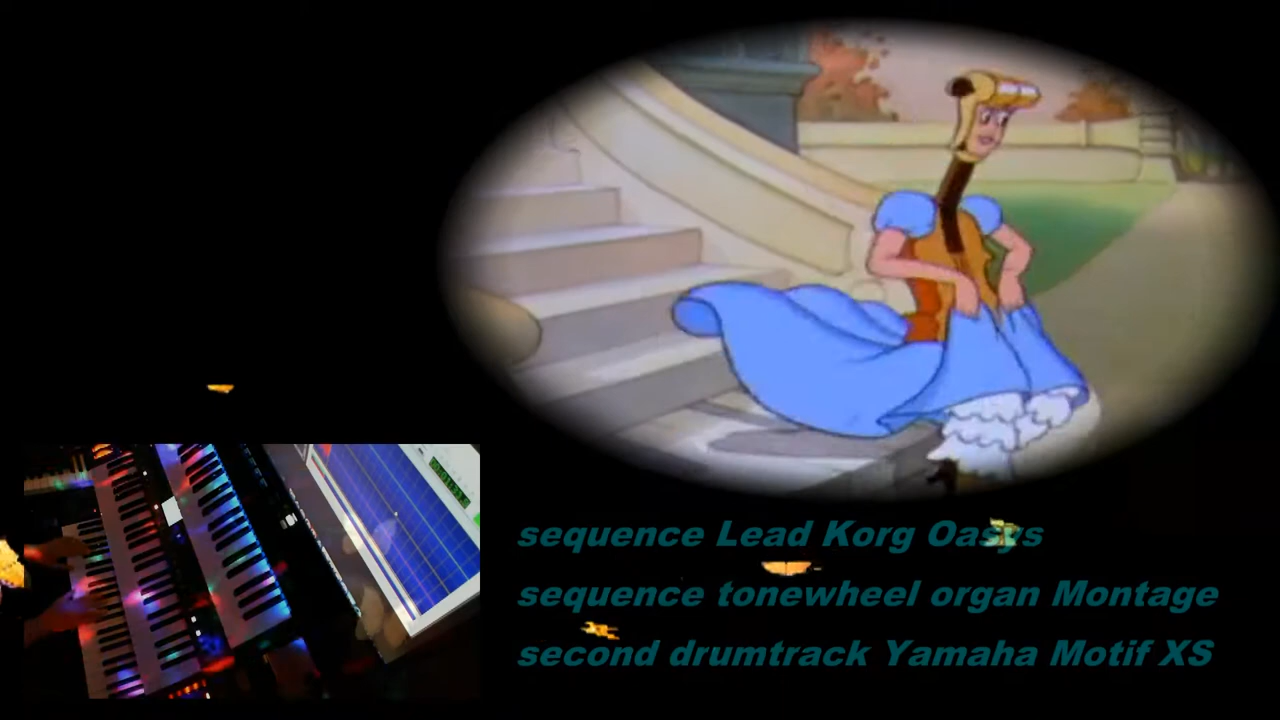 sequence Lead Korg Oasys
sequence tonewheel organ Montage
second drumtrack Yamaha Motif XS